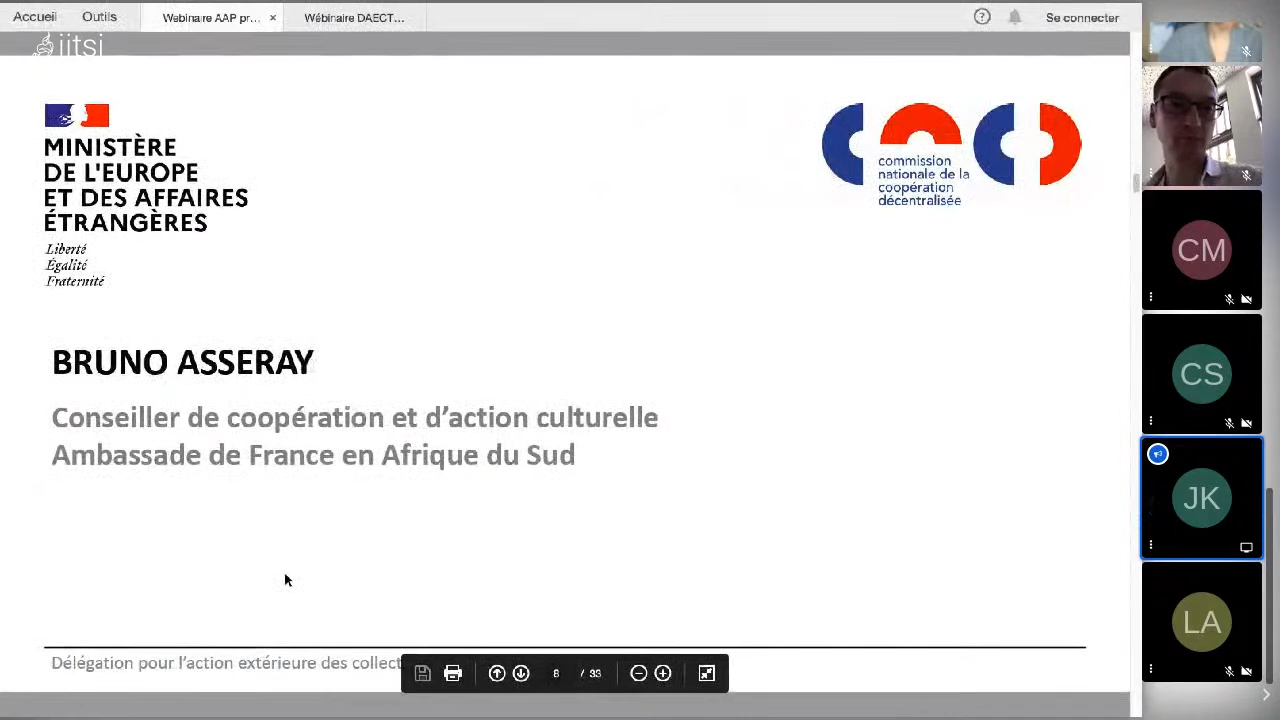 Accueil
Outils
Webinaire AAP pr... ×
Wébinaire DAECT...
Se connecter
jitsi
MINISTÈRE
DE L'EUROPE
ET DES AFFAIRES
ÉTRANGÈRES
Liberté
Égalité
Fraternité
commission
nationale de la
coopération
décentralisée
BRUNO ASSERAY
Conseiller de coopération et d’action culturelle
Ambassade de France en Afrique du Sud
Délégation pour l’action extérieure des collect
8 / 33
CM
CS
JK
LA